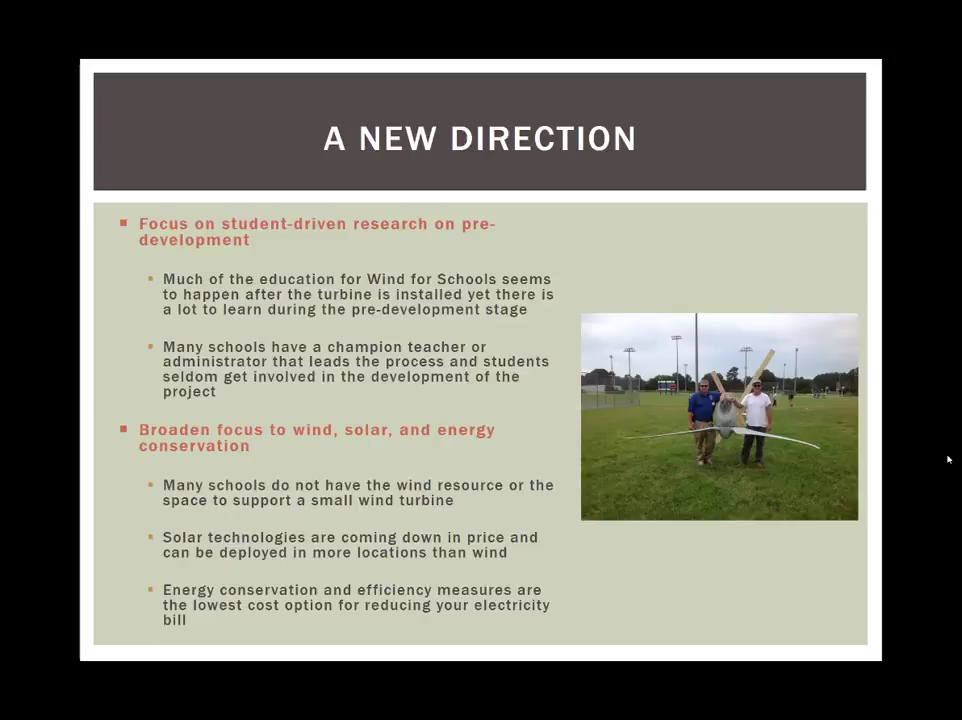 A NEW DIRECTION
Focus on student-driven research on pre-
development
Much of the education for Wind for Schools seems
to happen after the turbine is installed yet there is
a lot to learn during the pre-development stage
Many schools have a champion teacher or
administrator that leads the process and students
seldom get involved in the development of the
project
Broaden focus to wind, solar, and energy
conservation
Many schools do not have the wind resource or the
space to support a small wind turbine
Solar technologies are coming down in price and
can be deployed in more locations than wind
Energy conservation and efficiency measures are
the lowest cost option for reducing your electricity
bill